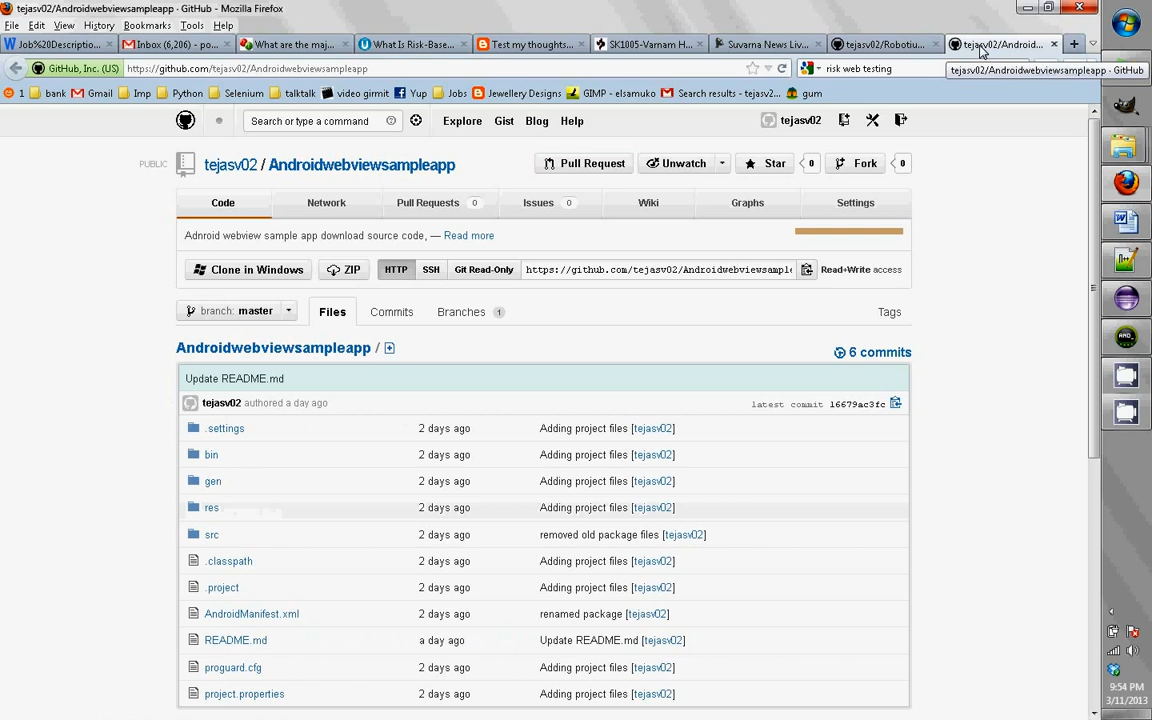 tejasv02/Androidwebviewsampleapp · GitHub - Mozilla Firefox
File Edit View History Bookmarks Tools Help
Job%20Descriptio... Inbox (6,206) - po... What are the maj... What Is Risk-Base... Test my thoughts... SK1005-Varnam H... Suvarna News Liv... tejasv02/Robotiu... tejasv02/Android...
GitHub, Inc. (US) https://github.com/tejasv02/Androidwebviewsampleapp risk web testing
tejasv02/Androidwebviewsampleapp - GitHub
1 bank Gmail Imp Python Selenium talktalk video girmit Yup Jobs Jewellery Designs GIMP - elsamuko Search results - tejasv2... gum
Search or type a command Explore Gist Blog Help tejasv02
PUBLIC tejasv02 / Androidwebviewsampleapp Pull Request Unwatch Star 0 Fork 0
Code Network Pull Requests 0 Issues 0 Wiki Graphs Settings
Adnroid webview sample app download source code, — Read more
Clone in Windows ZIP HTTP SSH Git Read-Only https://github.com/tejasv02/Androidwebviewsample Read+Write access
branch: master Files Commits Branches 1 Tags
Androidwebviewsampleapp / 6 commits
Update README.md
tejasv02 authored a day ago latest commit 16679ac3fc
.settings 2 days ago Adding project files [tejasv02]
bin 2 days ago Adding project files [tejasv02]
gen 2 days ago Adding project files [tejasv02]
res 2 days ago Adding project files [tejasv02]
src 2 days ago removed old package files [tejasv02]
.classpath 2 days ago Adding project files [tejasv02]
.project 2 days ago Adding project files [tejasv02]
AndroidManifest.xml 2 days ago renamed package [tejasv02]
README.md a day ago Update README.md [tejasv02]
proguard.cfg 2 days ago Adding project files [tejasv02]
project.properties 2 days ago Adding project files [tejasv02]
9:54 PM
3/11/2013